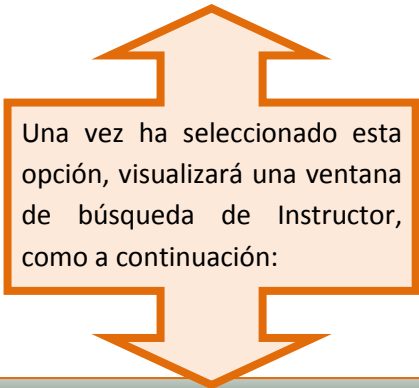 Una vez ha seleccionado esta
opción, visualizará una ventana
de búsqueda de Instructor,
como a continuación: